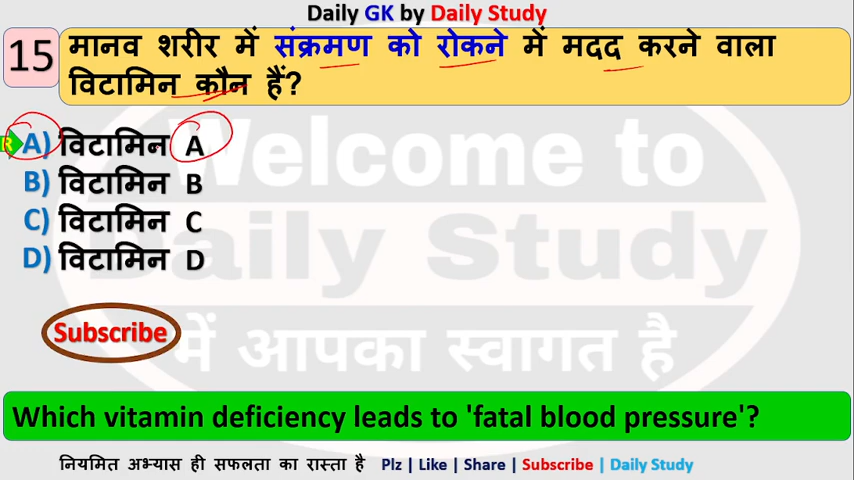 Daily GK by Daily Study
15
मानव शरीर में संक्रमण को रोकने में मदद करने वाला
विटामिन कौन हैं?
R
A) विटामिन A
B) विटामिन B
C) विटामिन C
D) विटामिन D
Welcome to
Daily Study
में आपका स्वागत है
Subscribe
Which vitamin deficiency leads to 'fatal blood pressure'?
नियमित अभ्यास ही सफलता का रास्ता है Plz | Like | Share | Subscribe | Daily Study